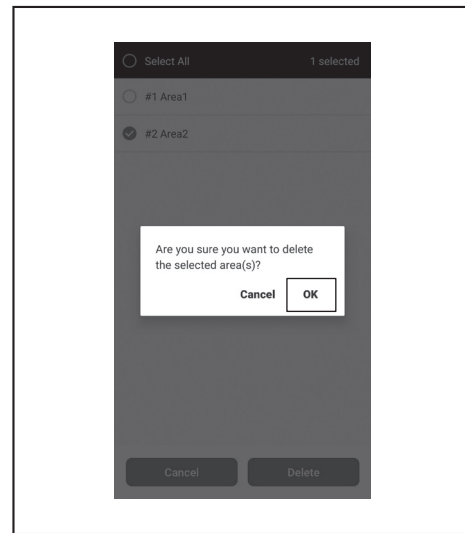 Select All 1 selected
#1 Area1
#2 Area2
Are you sure you want to delete
the selected area(s)?
Cancel OK
Cancel Delete